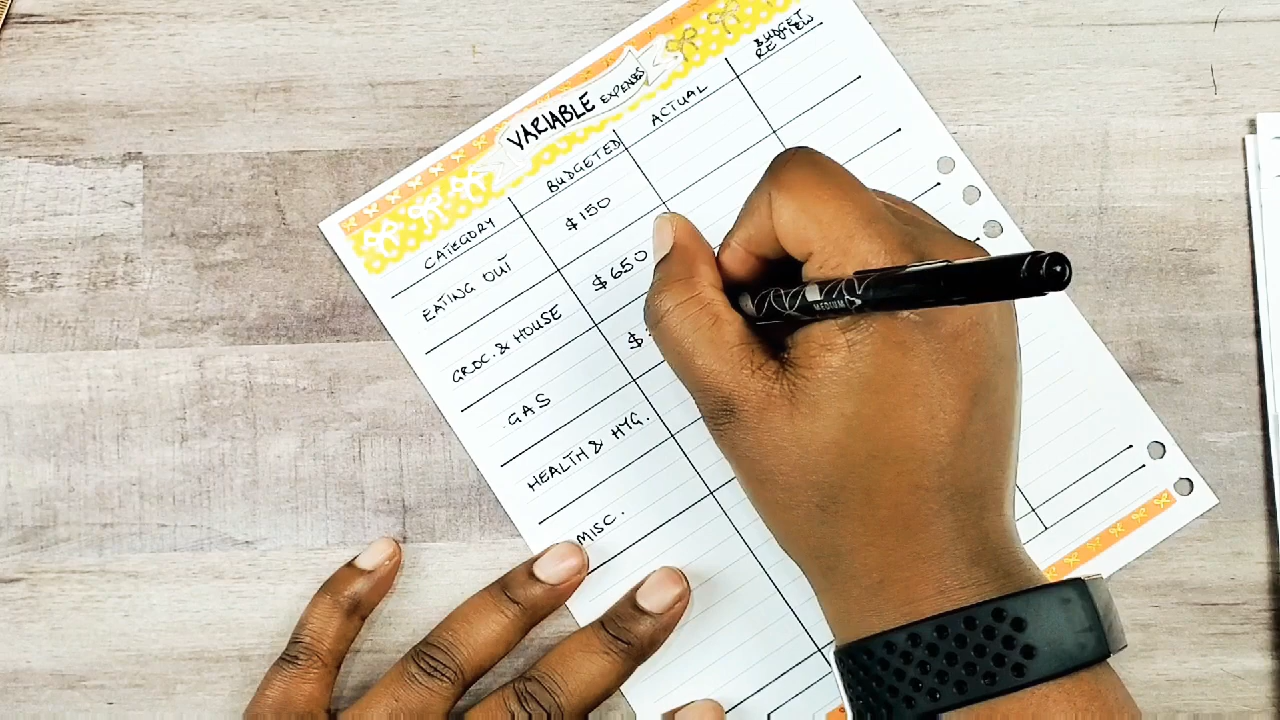 VARIABLE EXPENSES
CATEGORY BUDGETED ACTUAL BUDGET REVIEW
EATING OUT $150
GROC. & HOUSE $650
GAS $
HEALTH & HYG.
MISC.
MEDIUM